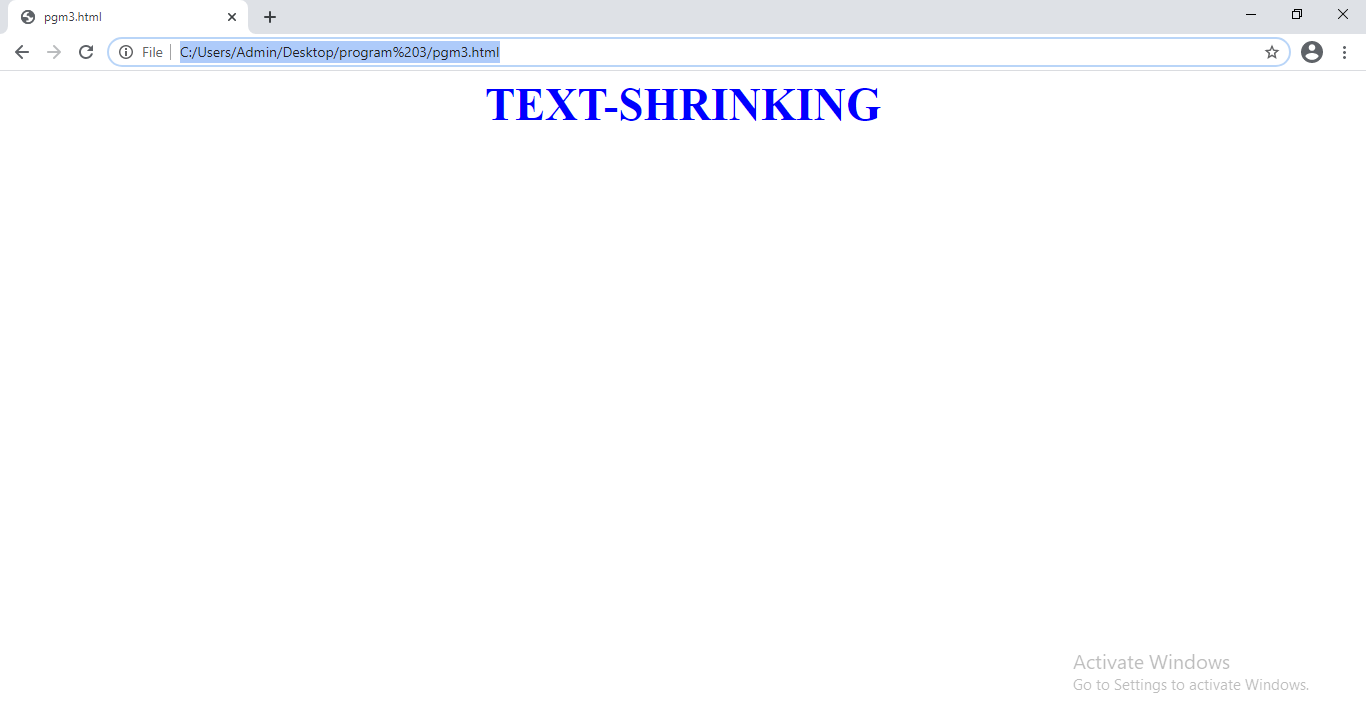 pgm3.html
File C:/Users/Admin/Desktop/program%203/pgm3.html
TEXT-SHRINKING
Activate Windows
Go to Settings to activate Windows.